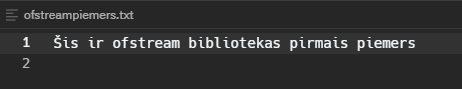 ofstreampiemers.txt
1 Šis ir ofstream bibliotekas pirmais piemers
2